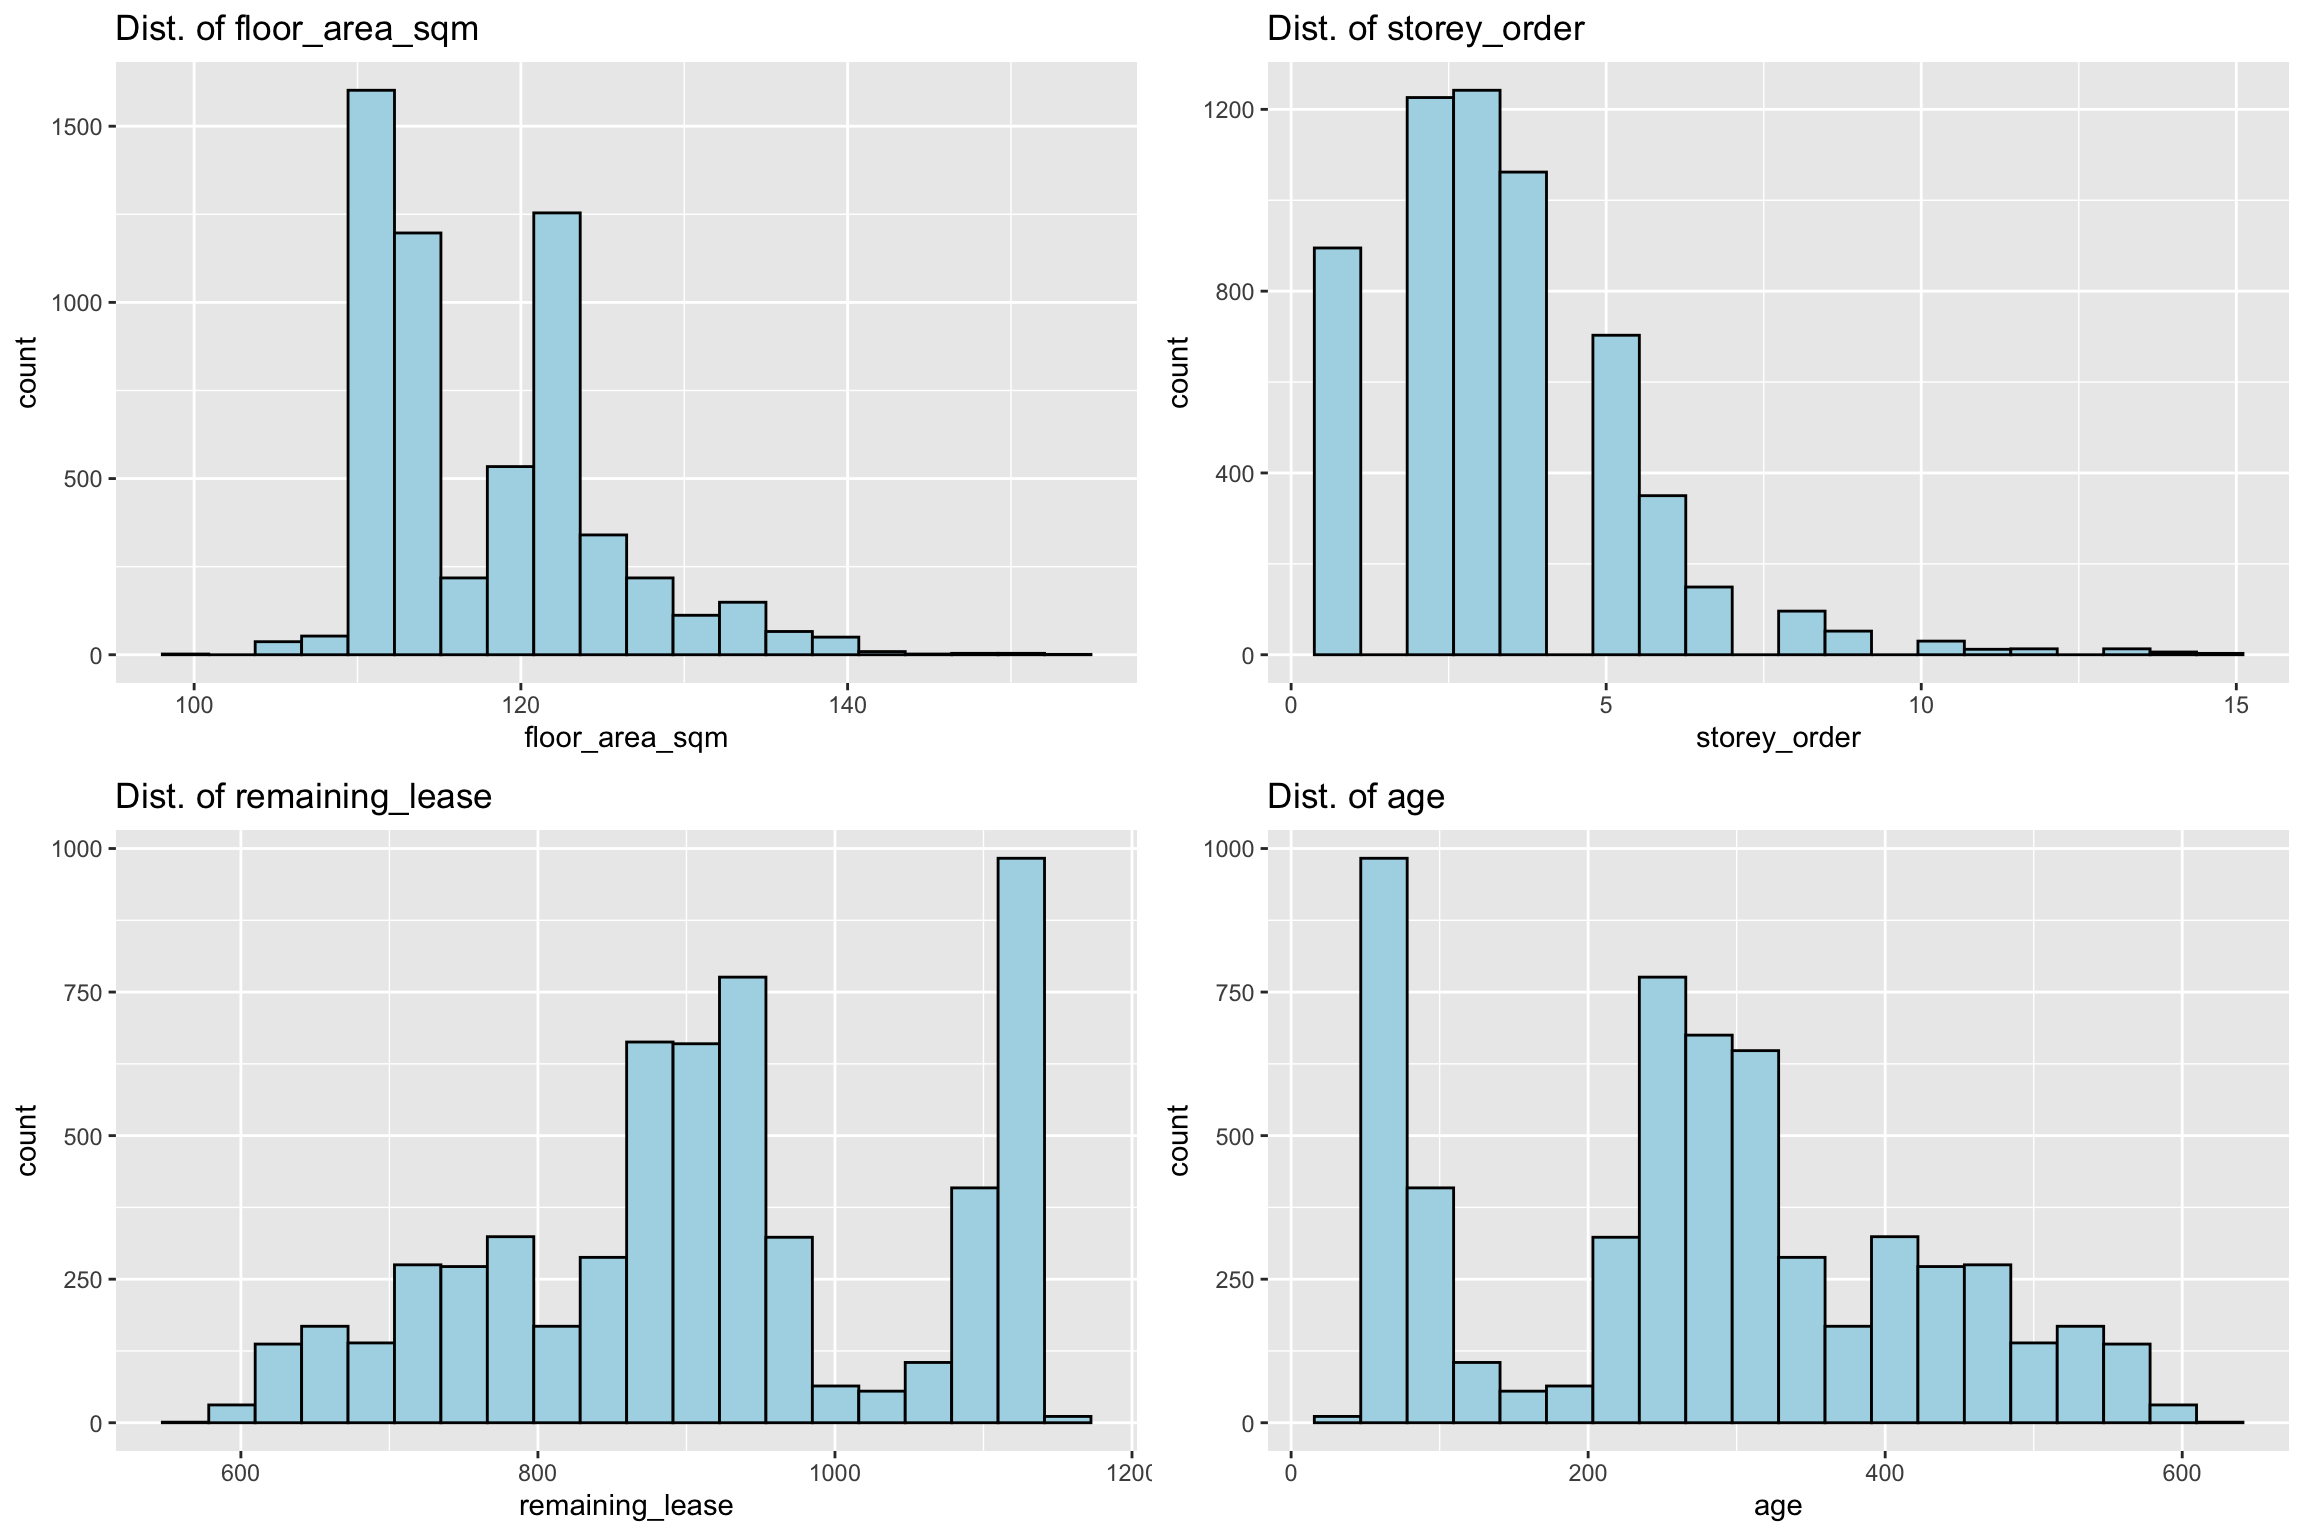 Dist. of floor_area_sqm
1500
1000
500
0
count
100 120 140
floor_area_sqm
Dist. of storey_order
1200
800
400
0
count
0 5 10 15
storey_order
Dist. of remaining_lease
1000
750
500
250
0
count
600 800 1000 1200
remaining_lease
Dist. of age
1000
750
500
250
0
count
0 200 400 600
age